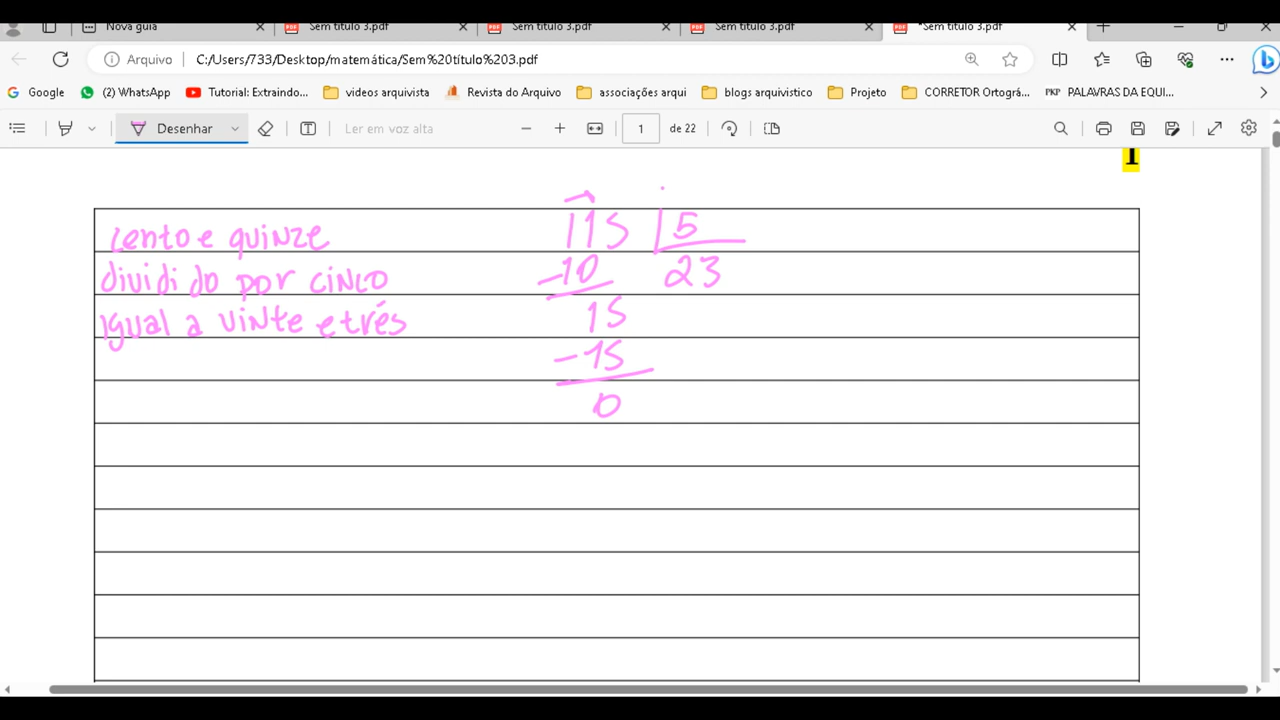 Nova guia
Sem título 3.pdf
Sem título 3.pdf
Sem título 3.pdf
*Sem título 3.pdf
Arquivo
C:/Users/733/Desktop/matemática/Sem%20título%203.pdf
Google
(2) WhatsApp
Tutorial: Extraindo...
videos arquivista
Revista do Arquivo
associações arqui
blogs arquivistico
Projeto
CORRETOR Ortográ...
PKP PALAVRAS DA EQUI...
Desenhar
Ler em voz alta
1
de 22
1
cento e quinze
115 5
dividido por cinco
-10 23
igual a vinte e três
15
-15
0